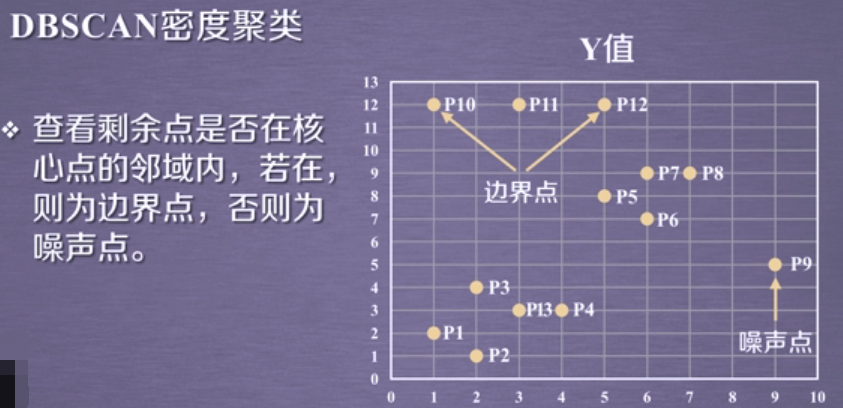 DBSCAN密度聚类
❖ 查看剩余点是否在核
心点的邻域内，若在，
则为边界点，否则为
噪声点。
Y值
13
12
P10
P11
P12
11
10
9
P7
P8
边界点
8
P5
7
P6
6
5
P9
4
P3
3
P13
P4
2
P1
噪声点
1
P2
0
0 1 2 3 4 5 6 7 8 9 10